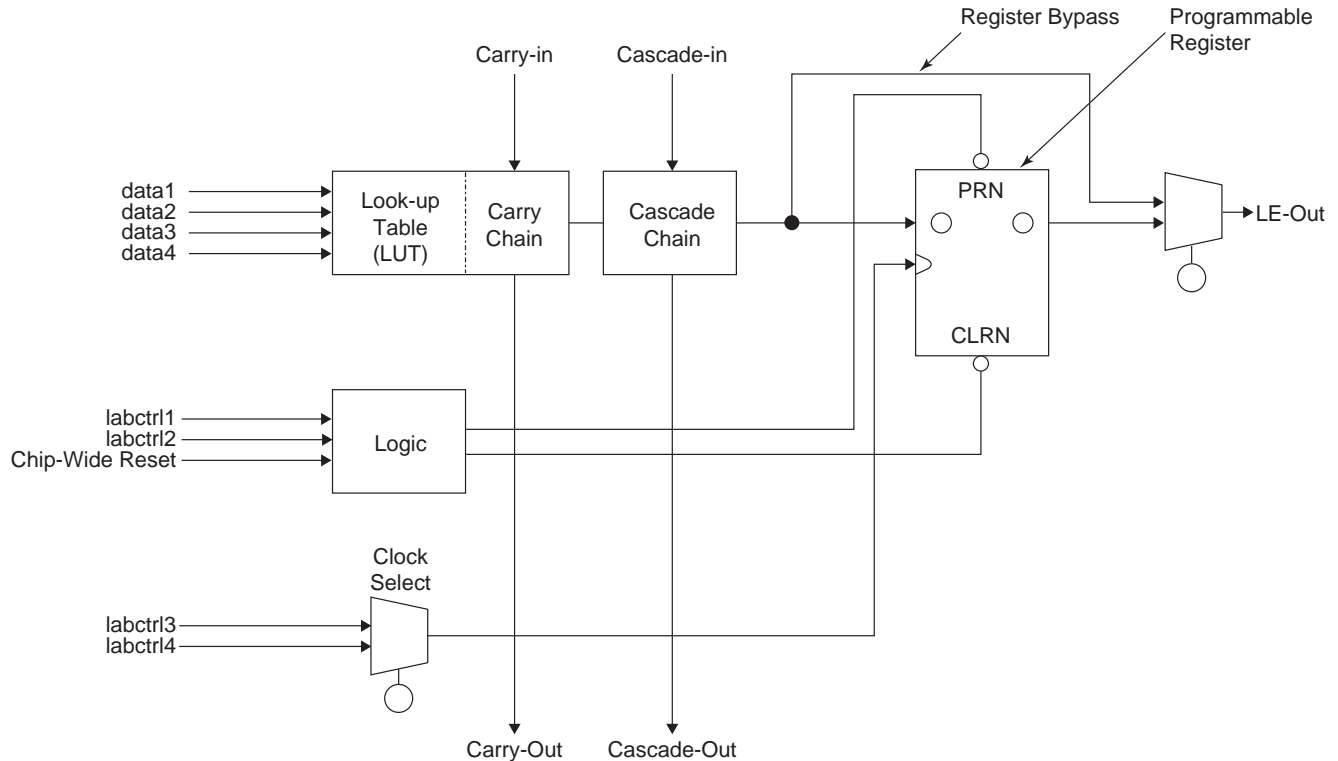 Register Bypass
Programmable
Register
Carry-in
Cascade-in
data1
data2
data3
data4
Look-up
Table
(LUT)
Carry
Chain
Cascade
Chain
PRN
CLRN
LE-Out
labctrl1
labctrl2
Chip-Wide Reset
Logic
Clock
Select
labctrl3
labctrl4
Carry-Out
Cascade-Out